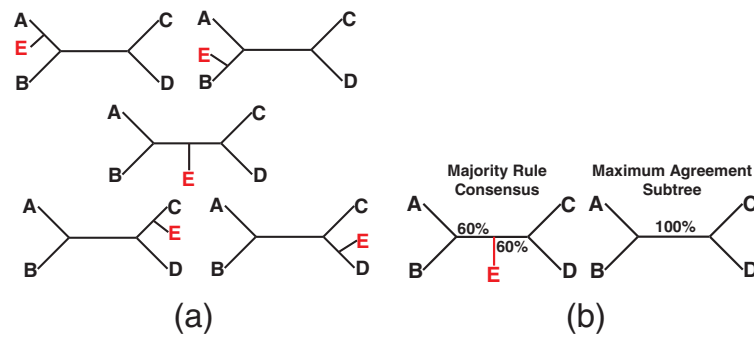 A C A C
E E
B D B D
A C
B E D
Majority Rule Maximum Agreement
Consensus Subtree
A C A C
E E
B D B D
A C A C
60% 60% 100%
B E D B D
(a) (b)